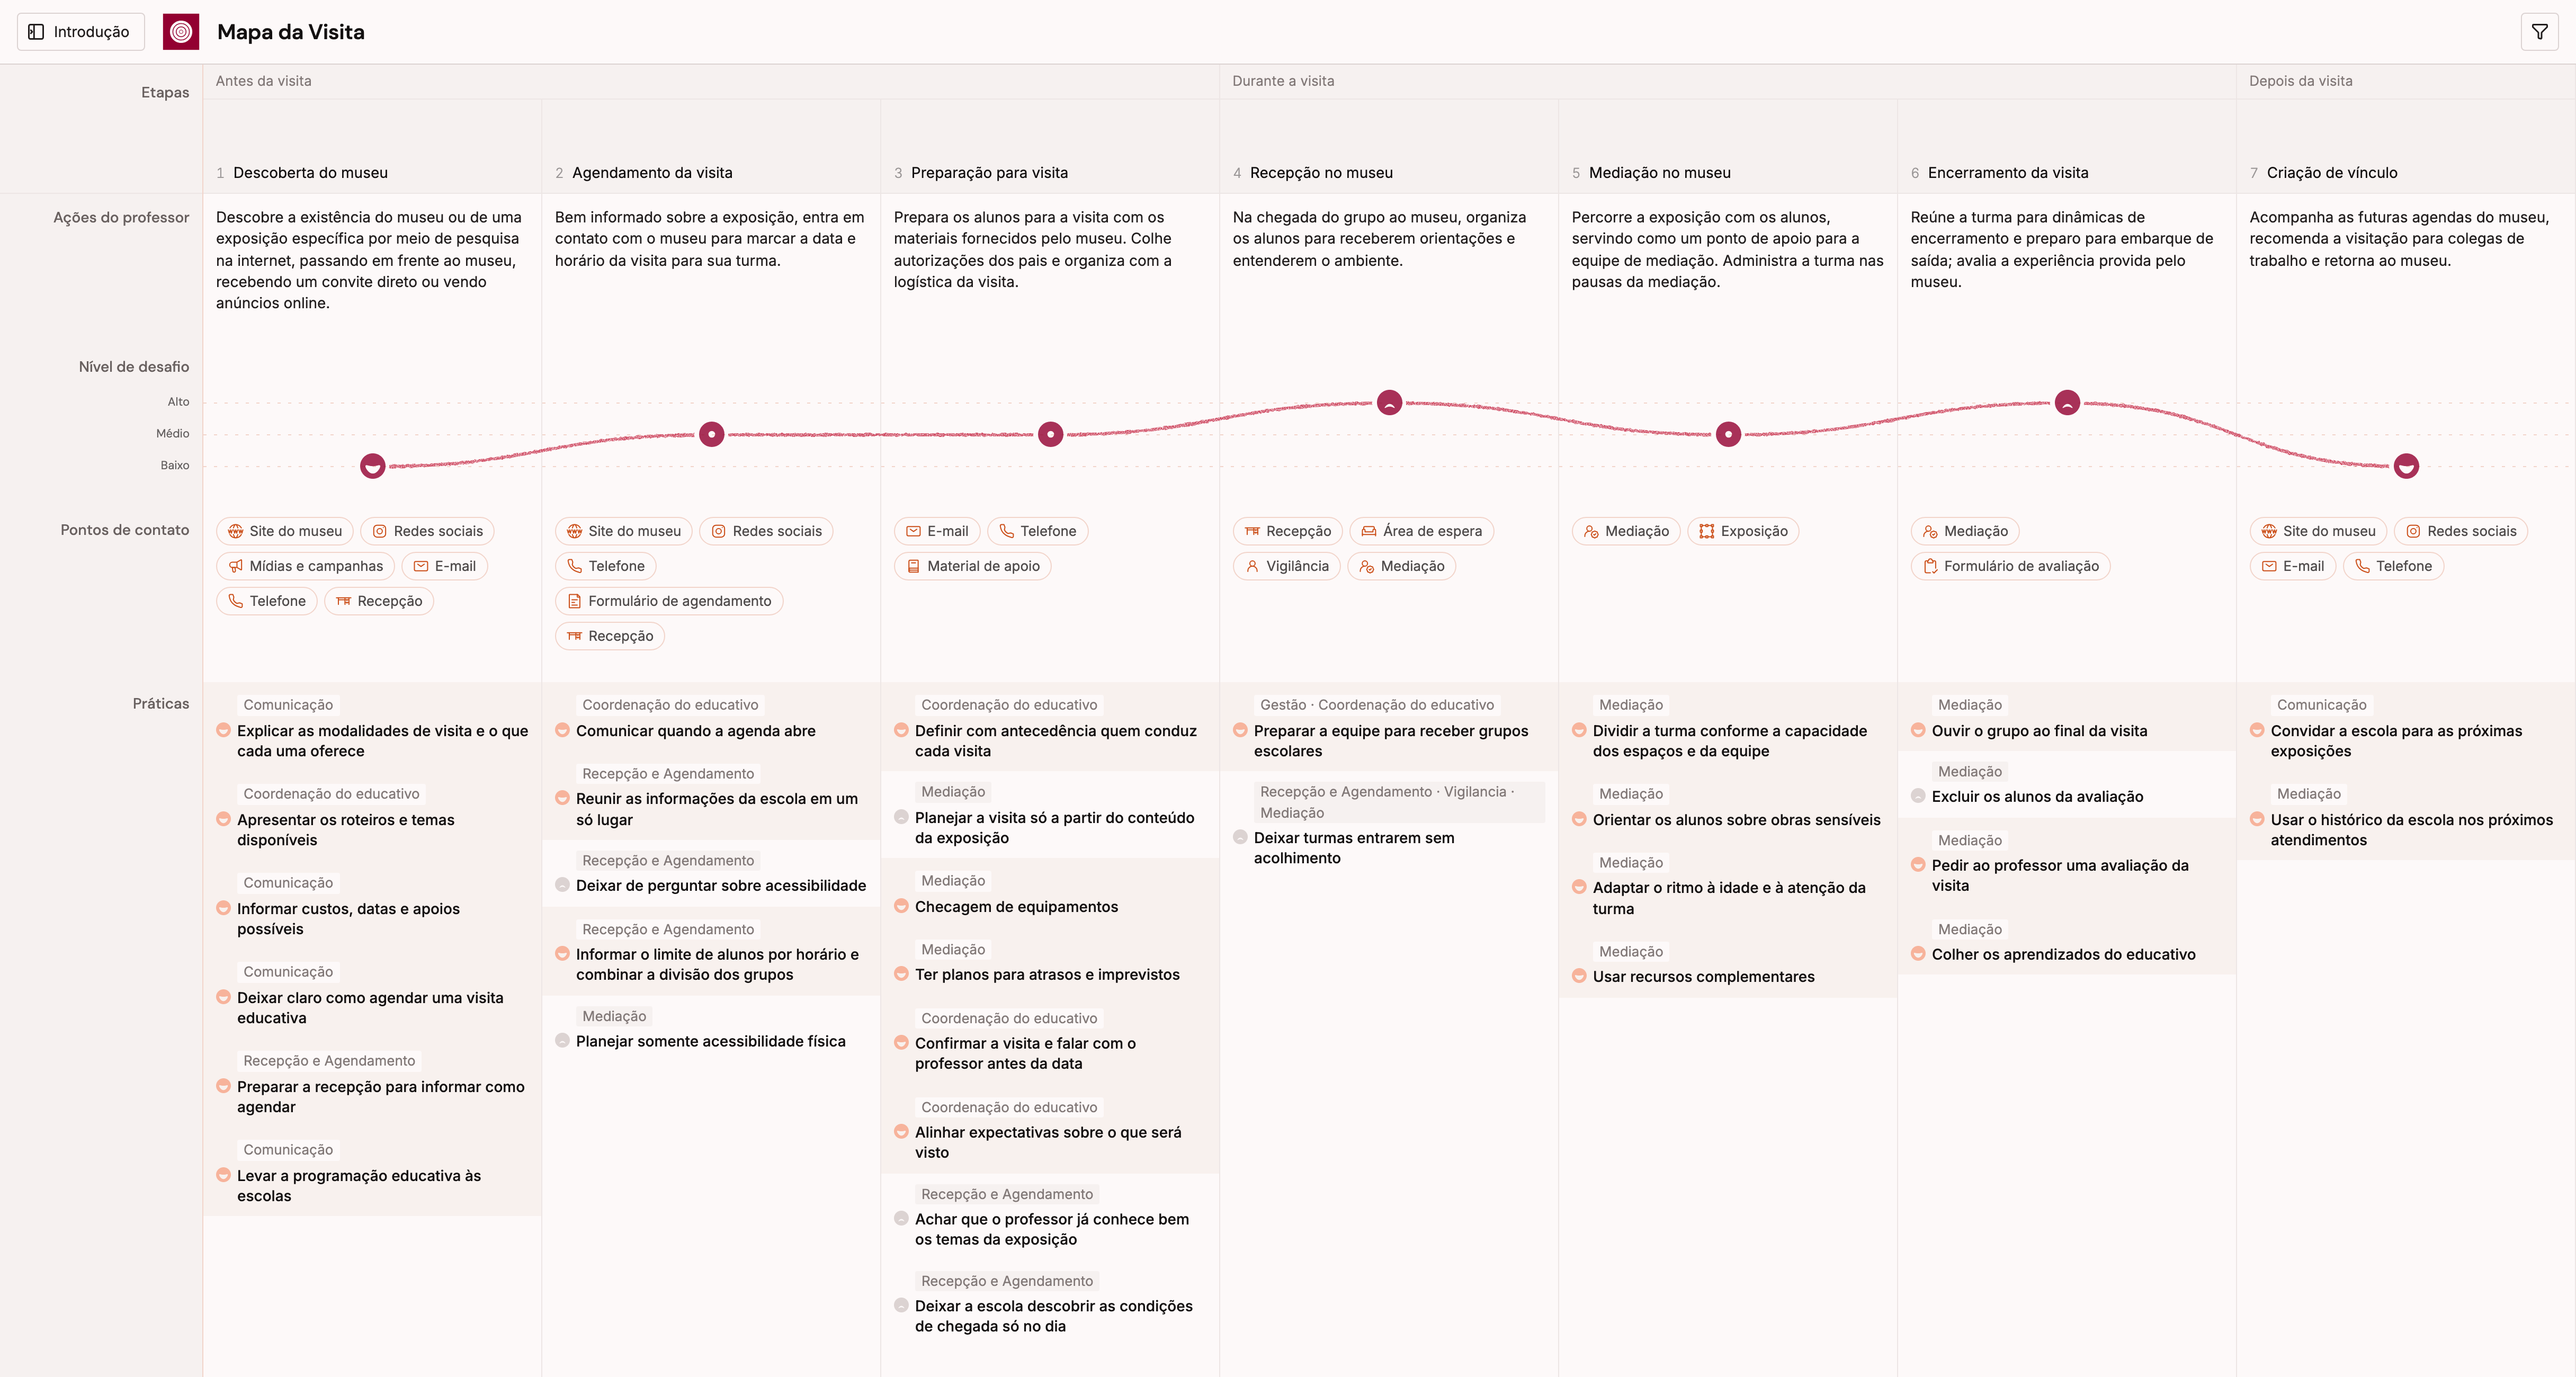 Introdução
Mapa da Visita
Etapas
Antes da visita
Durante a visita
Depois da visita
1 Descoberta do museu
2 Agendamento da visita
3 Preparação para visita
4 Recepção no museu
5 Mediação no museu
6 Encerramento da visita
7 Criação de vínculo
Ações do professor
Descobre a existência do museu ou de uma
exposição específica por meio de pesquisa
na internet, passando em frente ao museu,
recebendo um convite direto ou vendo
anúncios online.
Bem informado sobre a exposição, entra em
contato com o museu para marcar a data e
horário da visita para sua turma.
Prepara os alunos para a visita com os
materiais fornecidos pelo museu. Colhe
autorizações dos pais e organiza com a
logística da visita.
Na chegada do grupo ao museu, organiza
os alunos para receberem orientações e
entenderem o ambiente.
Percorre a exposição com os alunos,
servindo como um ponto de apoio para a
equipe de mediação. Administra a turma nas
pausas da mediação.
Reúne a turma para dinâmicas de
encerramento e preparo para embarque de
saída; avalia a experiência provida pelo
museu.
Acompanha as futuras agendas do museu,
recomenda a visitação para colegas de
trabalho e retorna ao museu.
Nível de desafio
Alto
Médio
Baixo
Pontos de contato
Site do museu
Redes sociais
Mídias e campanhas
E-mail
Telefone
Recepção
Site do museu
Redes sociais
Telefone
Formulário de agendamento
Recepção
E-mail
Telefone
Material de apoio
Recepção
Área de espera
Vigilância
Mediação
Mediação
Exposição
Mediação
Formulário de avaliação
Site do museu
Redes sociais
E-mail
Telefone
Práticas
Comunicação
Explicar as modalidades de visita e o que
cada uma oferece
Coordenação do educativo
Apresentar os roteiros e temas
disponíveis
Comunicação
Informar custos, datas e apoios
possíveis
Comunicação
Deixar claro como agendar uma visita
educativa
Recepção e Agendamento
Preparar a recepção para informar como
agendar
Comunicação
Levar a programação educativa às
escolas
Coordenação do educativo
Comunicar quando a agenda abre
Recepção e Agendamento
Reunir as informações da escola em um
só lugar
Recepção e Agendamento
Deixar de perguntar sobre acessibilidade
Recepção e Agendamento
Informar o limite de alunos por horário e
combinar a divisão dos grupos
Mediação
Planejar somente acessibilidade física
Coordenação do educativo
Definir com antecedência quem conduz
cada visita
Mediação
Planejar a visita só a partir do conteúdo
da exposição
Mediação
Checagem de equipamentos
Mediação
Ter planos para atrasos e imprevistos
Coordenação do educativo
Confirmar a visita e falar com o
professor antes da data
Coordenação do educativo
Alinhar expectativas sobre o que será
visto
Recepção e Agendamento
Achar que o professor já conhece bem
os temas da exposição
Recepção e Agendamento
Deixar a escola descobrir as condições
de chegada só no dia
Gestão · Coordenação do educativo
Preparar a equipe para receber grupos
escolares
Recepção e Agendamento · Vigilancia ·
Mediação
Deixar turmas entrarem sem
acolhimento
Mediação
Dividir a turma conforme a capacidade
dos espaços e da equipe
Mediação
Orientar os alunos sobre obras sensíveis
Mediação
Adaptar o ritmo à idade e à atenção da
turma
Mediação
Usar recursos complementares
Mediação
Ouvir o grupo ao final da visita
Mediação
Excluir os alunos da avaliação
Mediação
Pedir ao professor uma avaliação da
visita
Mediação
Colher os aprendizados do educativo
Comunicação
Convidar a escola para as próximas
exposições
Mediação
Usar o histórico da escola nos próximos
atendimentos